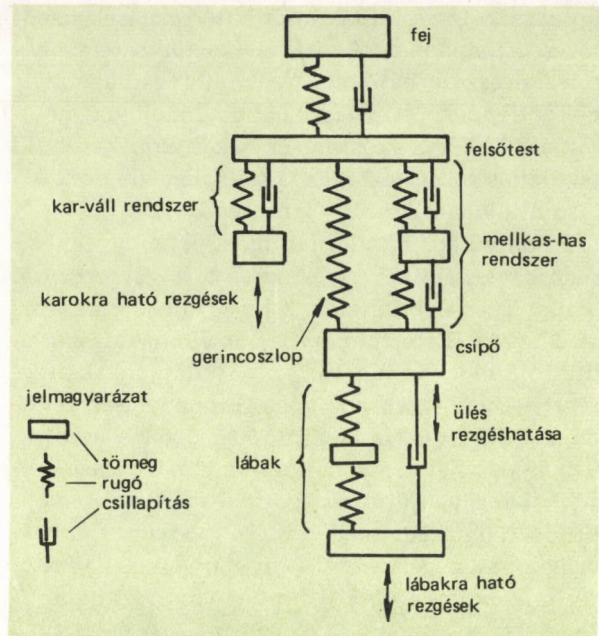 fej
felsőtest
kar-váll rendszer
mellkas-has
rendszer
karokra ható rezgések
gerincoszlop
csípő
jelmagyarázat
tömeg
rugó
csillapítás
ülés
rezgéshatása
lábak
lábakra ható
rezgések